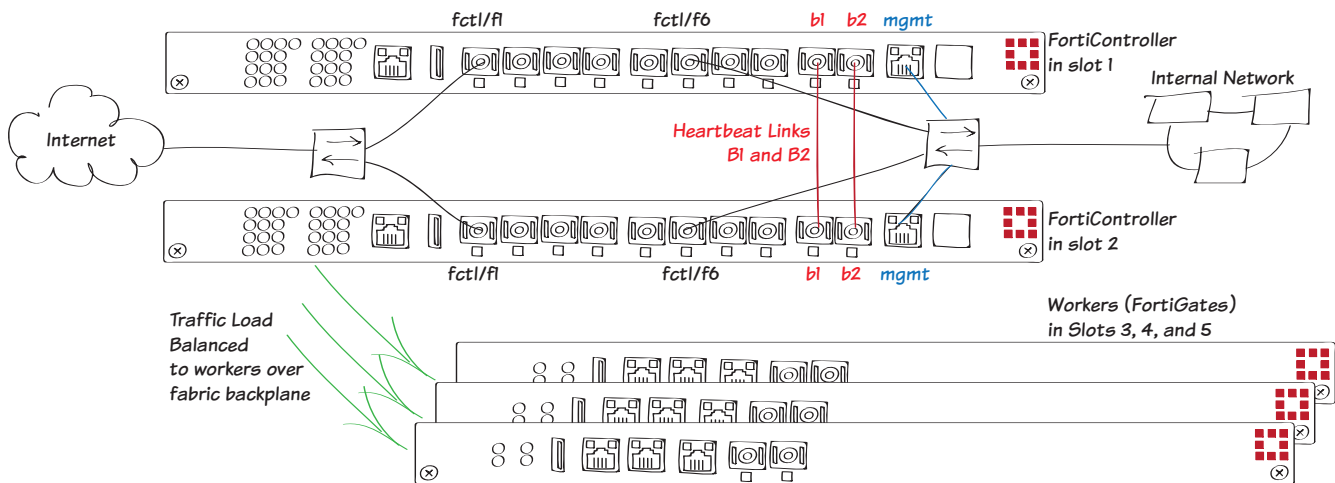 fctl/f1
fctl/f6
b1
b2
mgmt
FortiController
in slot 1
Internet
Heartbeat Links
B1 and B2
Internal Network
FortiController
in slot 2
fctl/f1
fctl/f6
b1
b2
mgmt
Traffic Load
Balanced
to workers over
fabric backplane
Workers (FortiGates)
in Slots 3, 4, and 5